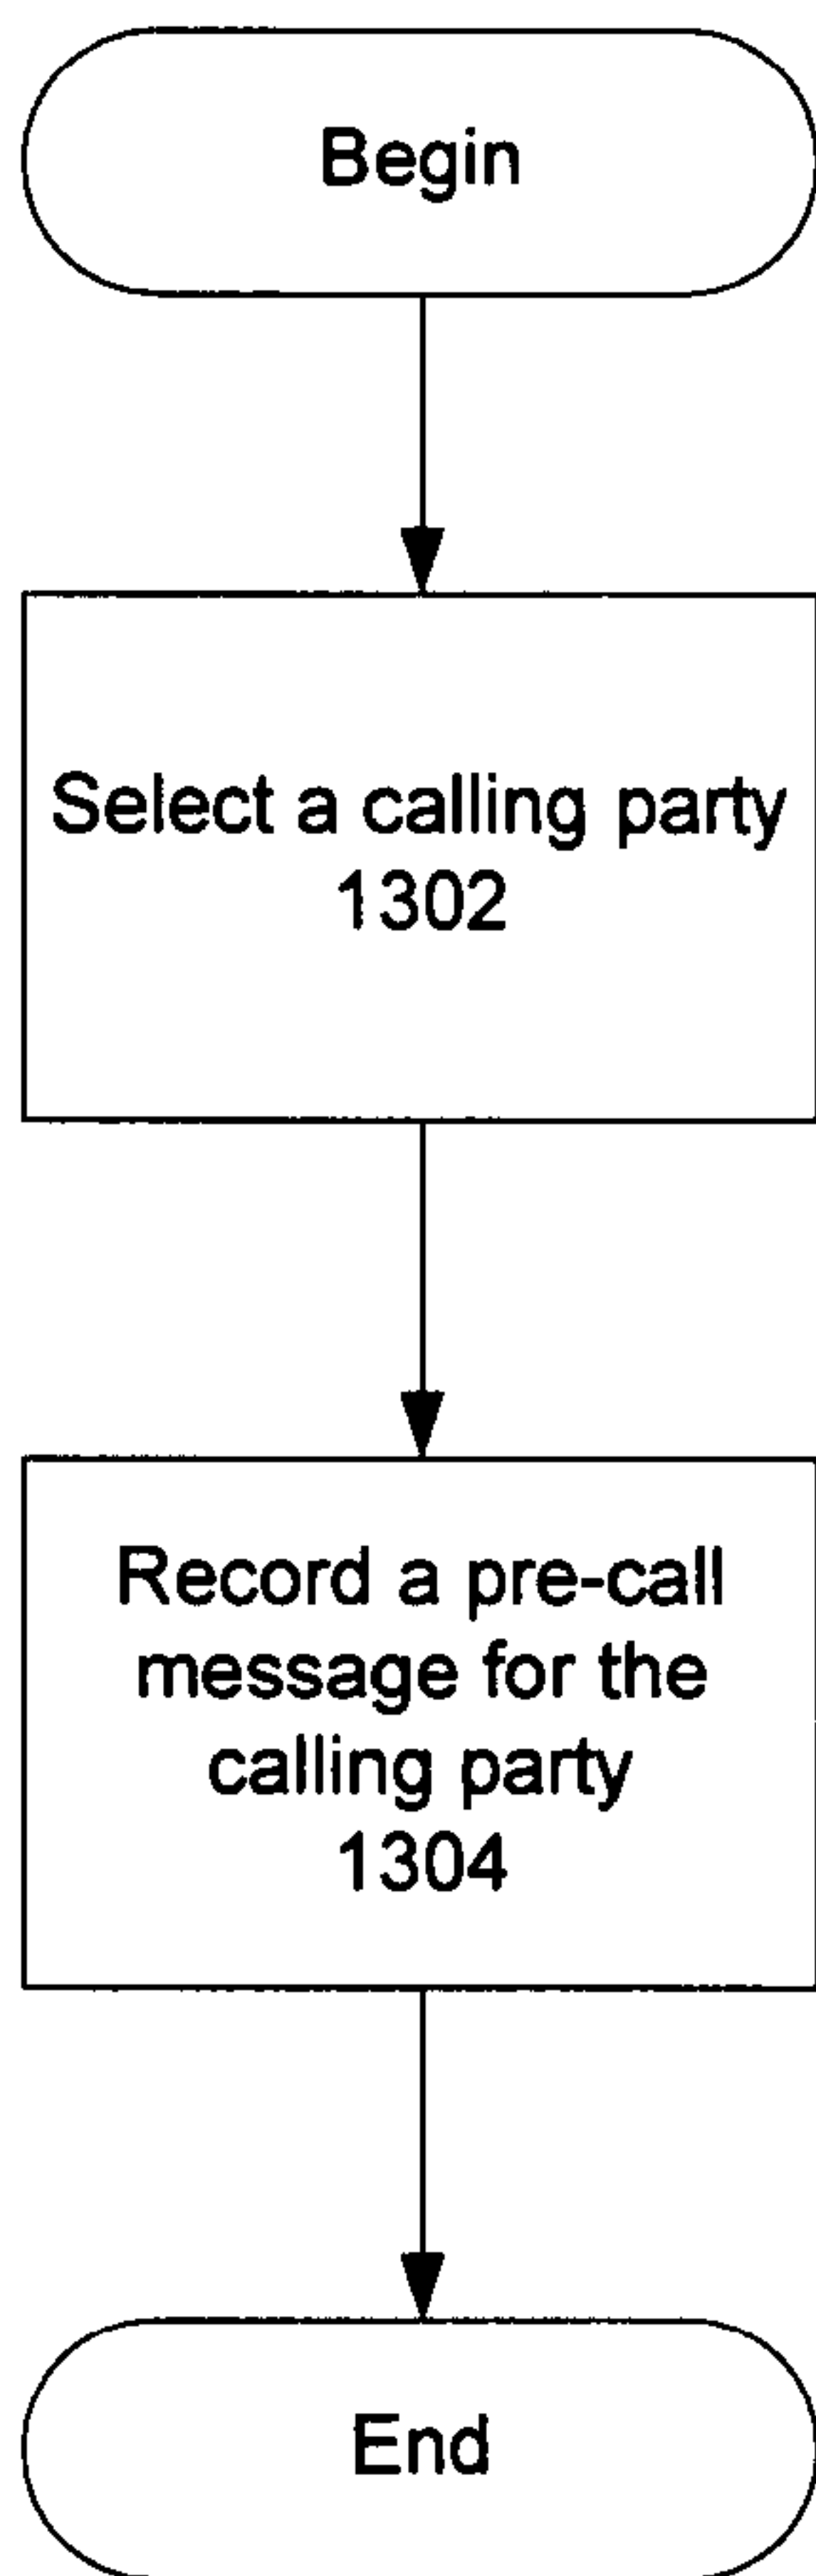 Begin
Select a calling party
1302
Record a pre-call
message for the
calling party
1304
End